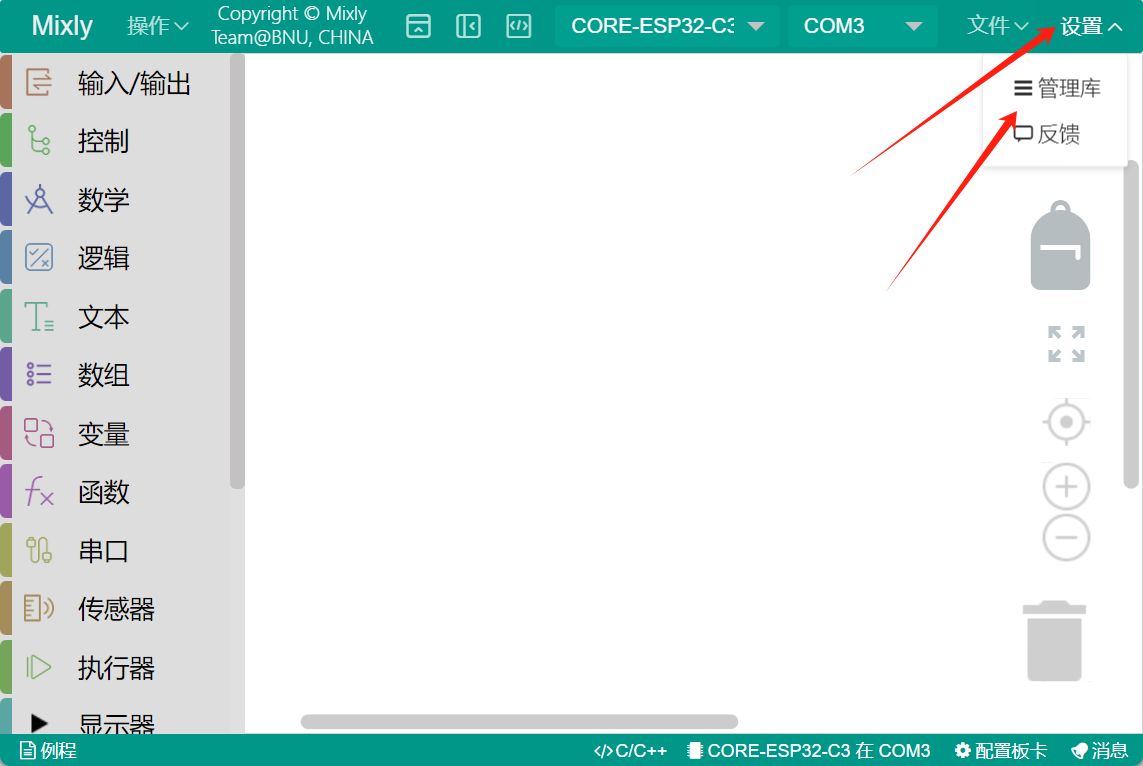 Mixly 操作 Copyright © Mixly Team@BNU, CHINA CORE-ESP32-C3 COM3 文件 设置
管理库
反馈
输入/输出
控制
数学
逻辑
文本
数组
变量
函数
串口
传感器
执行器
显示器
例程 </>C/C++ CORE-ESP32-C3 在 COM3 配置板卡 消息